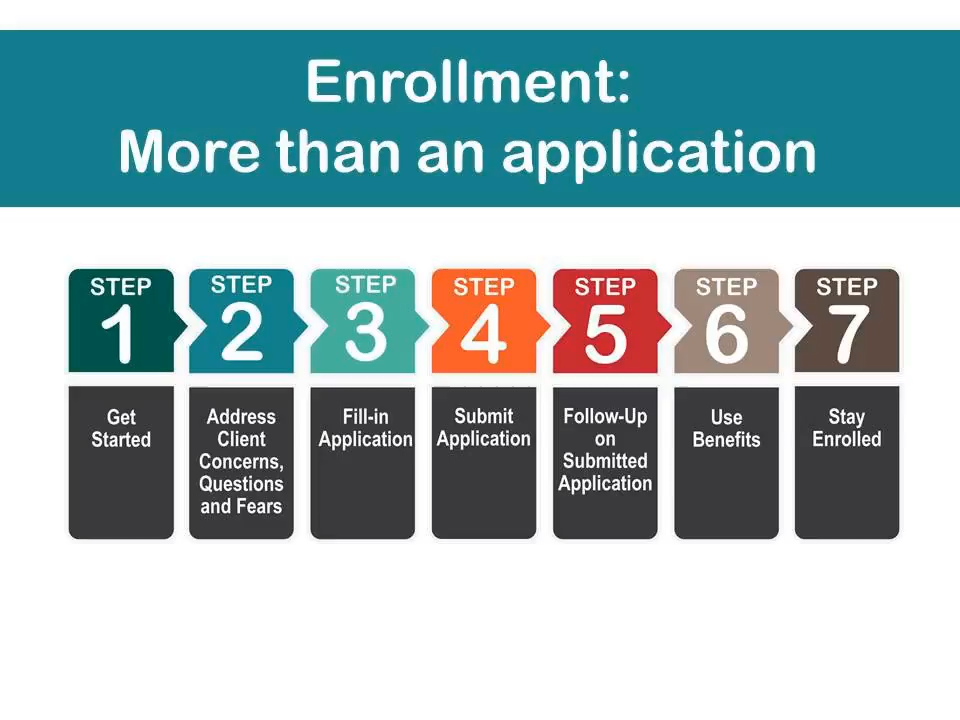 Enrollment:
More than an application
STEP
1
Get
Started
STEP
2
Address
Client
Concerns,
Questions
and Fears
STEP
3
Fill-in
Application
STEP
4
Submit
Application
STEP
5
Follow-Up
on
Submitted
Application
STEP
6
Use
Benefits
STEP
7
Stay
Enrolled